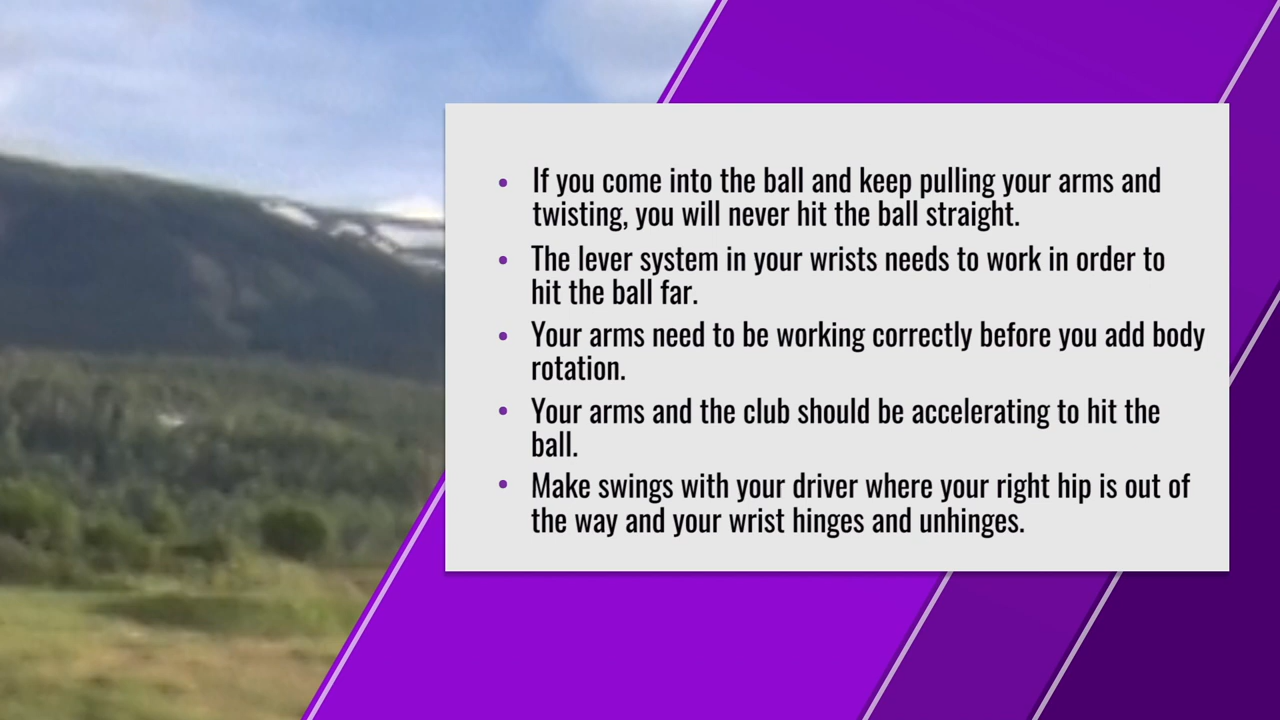 • If you come into the ball and keep pulling your arms and
twisting, you will never hit the ball straight.
• The lever system in your wrists needs to work in order to
hit the ball far.
• Your arms need to be working correctly before you add body
rotation.
• Your arms and the club should be accelerating to hit the
ball.
• Make swings with your driver where your right hip is out of
the way and your wrist hinges and unhinges.